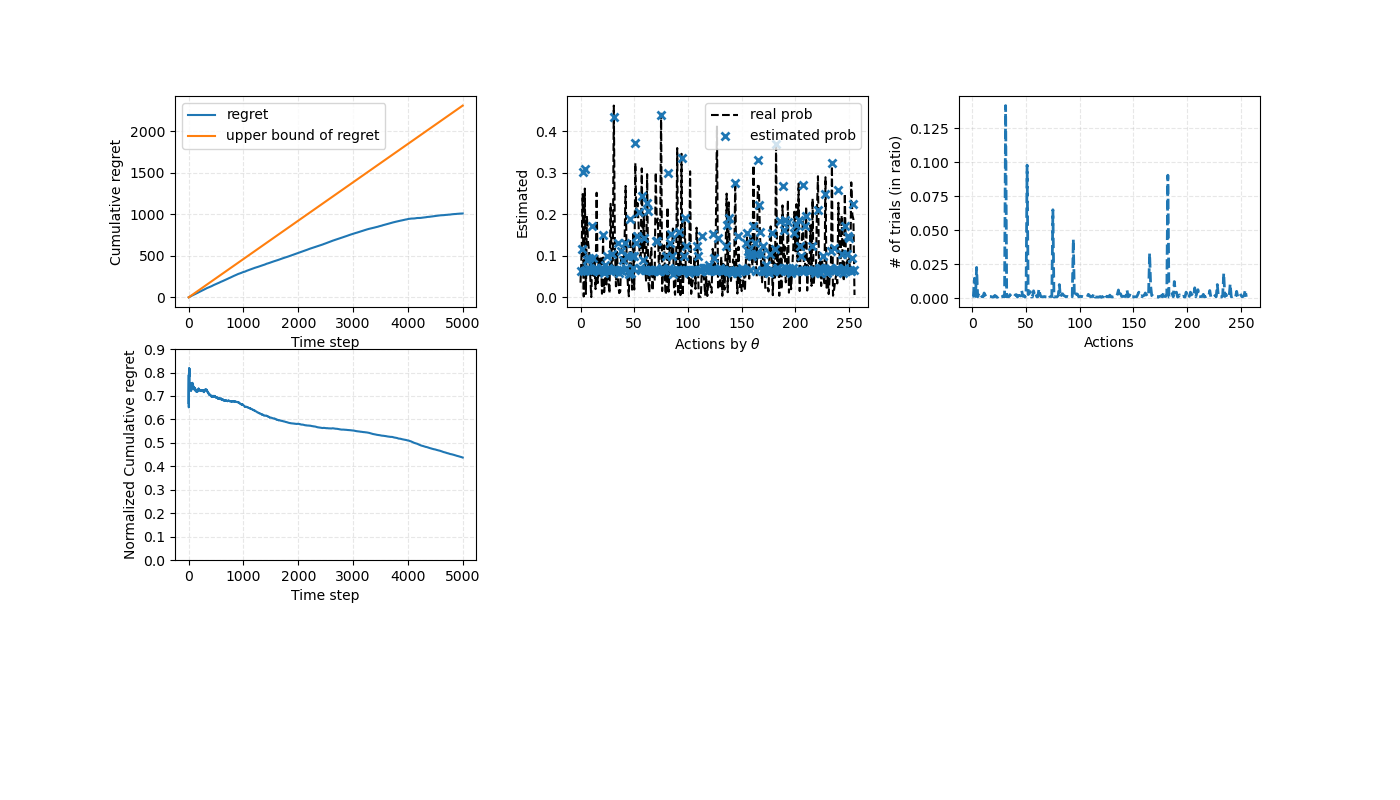 Cumulative regret
2000
1500
1000
500
0
regret
upper bound of regret
0 1000 2000 3000 4000 5000
Time step
Estimated
0.4
0.3
0.2
0.1
0.0
real prob
estimated prob
0 50 100 150 200 250
Actions by θ
# of trials (in ratio)
0.125
0.100
0.075
0.050
0.025
0.000
0 50 100 150 200 250
Actions
Normalized Cumulative regret
0.9
0.8
0.7
0.6
0.5
0.4
0.3
0.2
0.1
0.0
0 1000 2000 3000 4000 5000
Time step